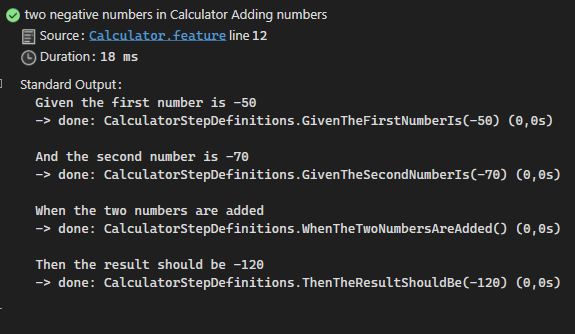 two negative numbers in Calculator Adding numbers
Source: Calculator.feature line 12
Duration: 18 ms
Standard Output:
Given the first number is -50
-> done: CalculatorStepDefinitions.GivenTheFirstNumberIs(-50) (0,0s)
And the second number is -70
-> done: CalculatorStepDefinitions.GivenTheSecondNumberIs(-70) (0,0s)
When the two numbers are added
-> done: CalculatorStepDefinitions.WhenTheTwoNumbersAreAdded() (0,0s)
Then the result should be -120
-> done: CalculatorStepDefinitions.ThenTheResultShouldBe(-120) (0,0s)